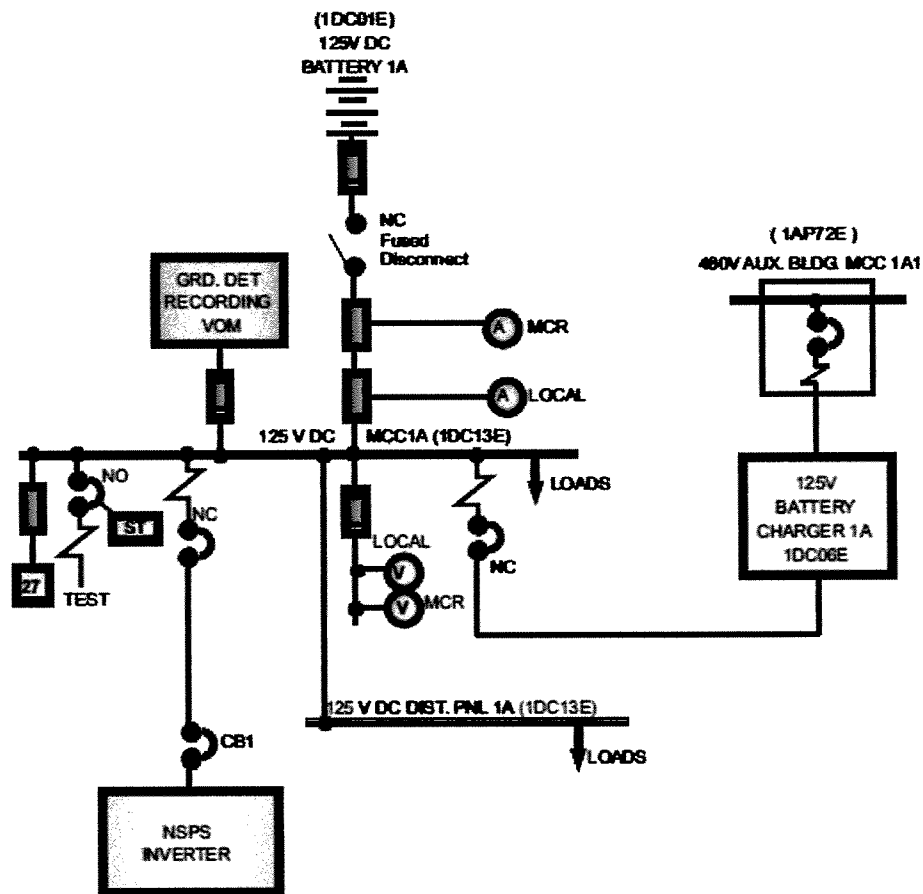 (1DC01E)
125V DC
BATTERY 1A
NC
Fused
Disconnect
( 1AP72E )
460V AUX. BLDG. MCC 1A1
GRD. DET
RECORDING
VOM
A
MCR
A
LOCAL
125 V DC
MCC1A (1DC13E)
LOADS
NO
ST
NC
27
TEST
LOCAL
V
V
MCR
NC
125V
BATTERY
CHARGER 1A
1DC06E
125 V DC DIST. PNL 1A (1DC13E)
LOADS
CB1
NSPS
INVERTER